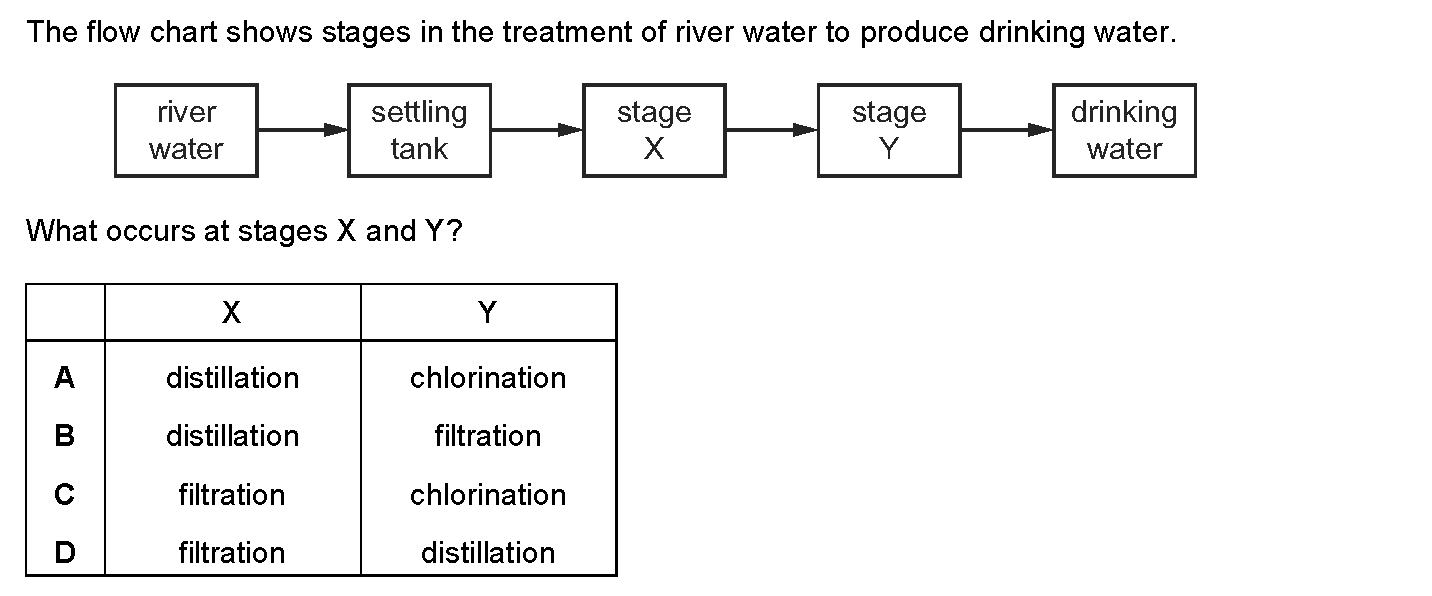 The flow chart shows stages in the treatment of river water to produce drinking water.
river
water
settling
tank
stage
X
stage
Y
drinking
water
What occurs at stages X and Y?
X Y
A distillation chlorination
B distillation filtration
C filtration chlorination
D filtration distillation